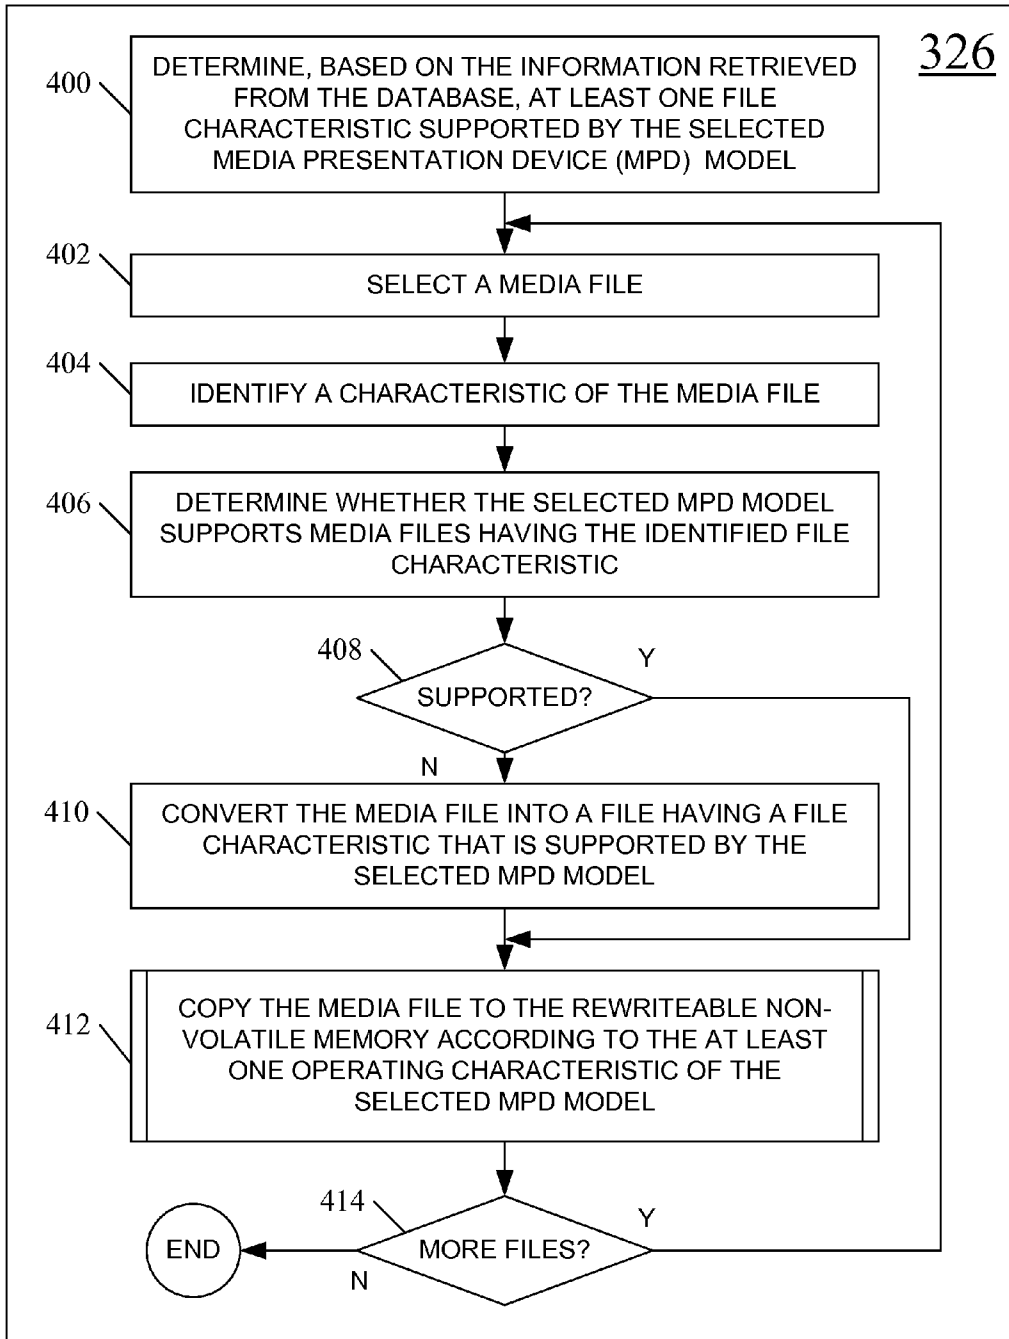 326
400
DETERMINE, BASED ON THE INFORMATION RETRIEVED
FROM THE DATABASE, AT LEAST ONE FILE
CHARACTERISTIC SUPPORTED BY THE SELECTED
MEDIA PRESENTATION DEVICE (MPD) MODEL
402
SELECT A MEDIA FILE
404
IDENTIFY A CHARACTERISTIC OF THE MEDIA FILE
406
DETERMINE WHETHER THE SELECTED MPD MODEL
SUPPORTS MEDIA FILES HAVING THE IDENTIFIED FILE
CHARACTERISTIC
408
SUPPORTED?
Y
N
410
CONVERT THE MEDIA FILE INTO A FILE HAVING A FILE
CHARACTERISTIC THAT IS SUPPORTED BY THE
SELECTED MPD MODEL
412
COPY THE MEDIA FILE TO THE REWRITEABLE NON-
VOLATILE MEMORY ACCORDING TO THE AT LEAST
ONE OPERATING CHARACTERISTIC OF THE
SELECTED MPD MODEL
414
MORE FILES?
Y
N
END